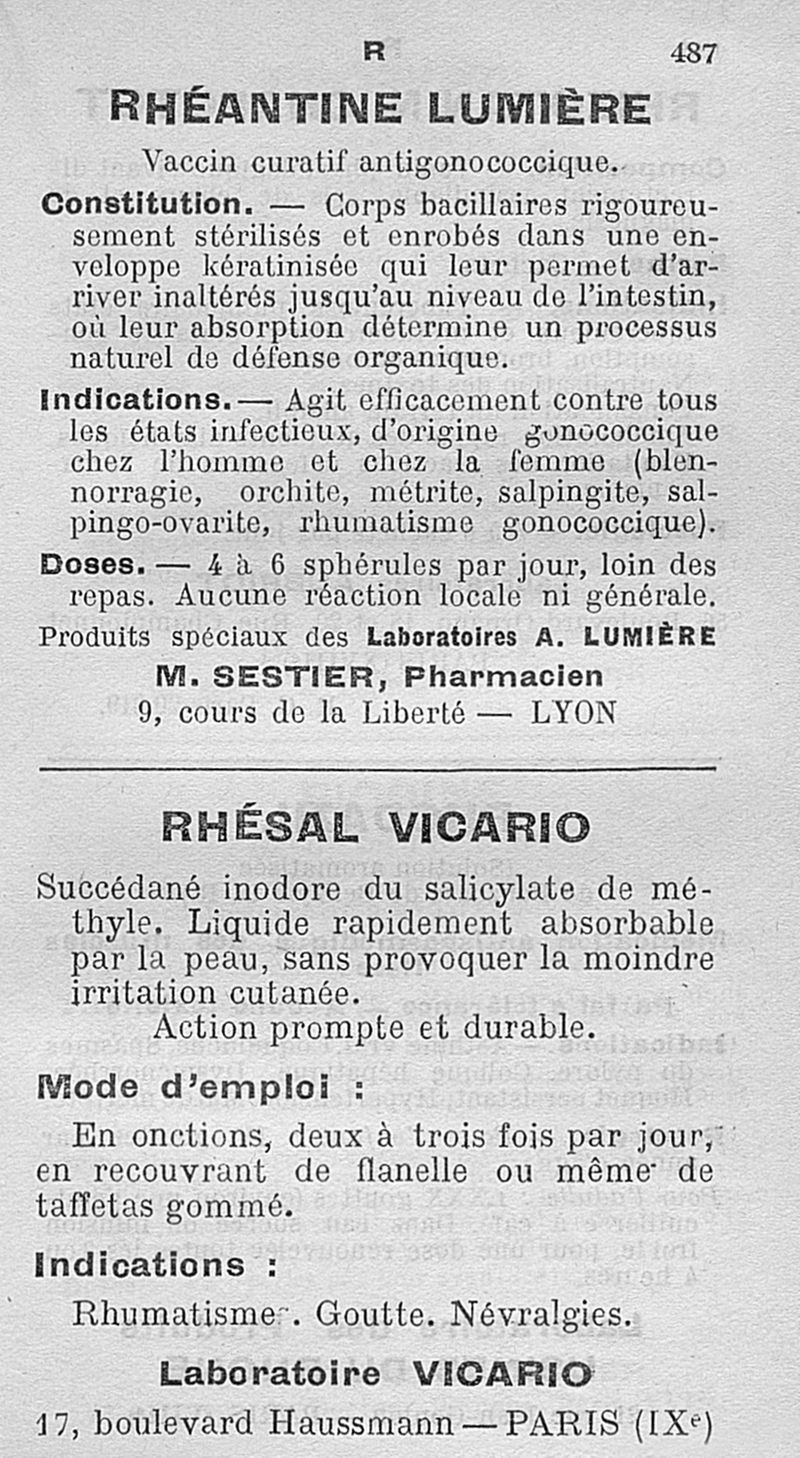 R 487
RHÉANTINE LUMIÈRE
Vaccin curatif antigonococcique.
Constitution. — Corps bacillaires rigoureu-
sement stérilisés et enrobés dans une en-
veloppe kératinisée qui leur permet d'ar-
river inaltérés jusqu'au niveau de l'intestin,
où leur absorption détermine un processus
naturel de défense organique.
Indications. — Agit efficacement contre tous
les états infectieux, d'origine gonococcique
chez l'homme et chez la femme (blen-
norragie, orchite, métrite, salpingite, sal-
pingo-ovarite, rhumatisme gonococcique).
Doses. — 4 à 6 sphérules par jour, loin des
repas. Aucune réaction locale ni générale.
Produits spéciaux des Laboratoires A. LUMIÈRE
M. SESTIER, Pharmacien
9, cours de la Liberté — LYON
RHÉSAL VICARIO
Succédané inodore du salicylate de mé-
thyle. Liquide rapidement absorbable
par la peau, sans provoquer la moindre
irritation cutanée.
Action prompte et durable.
Mode d'emploi :
En onctions, deux à trois fois par jour,
en recouvrant de flanelle ou même de
taffetas gommé.
Indications :
Rhumatisme. Goutte. Névralgies.
Laboratoire VICARIO
17, boulevard Haussmann — PARIS (IXe)